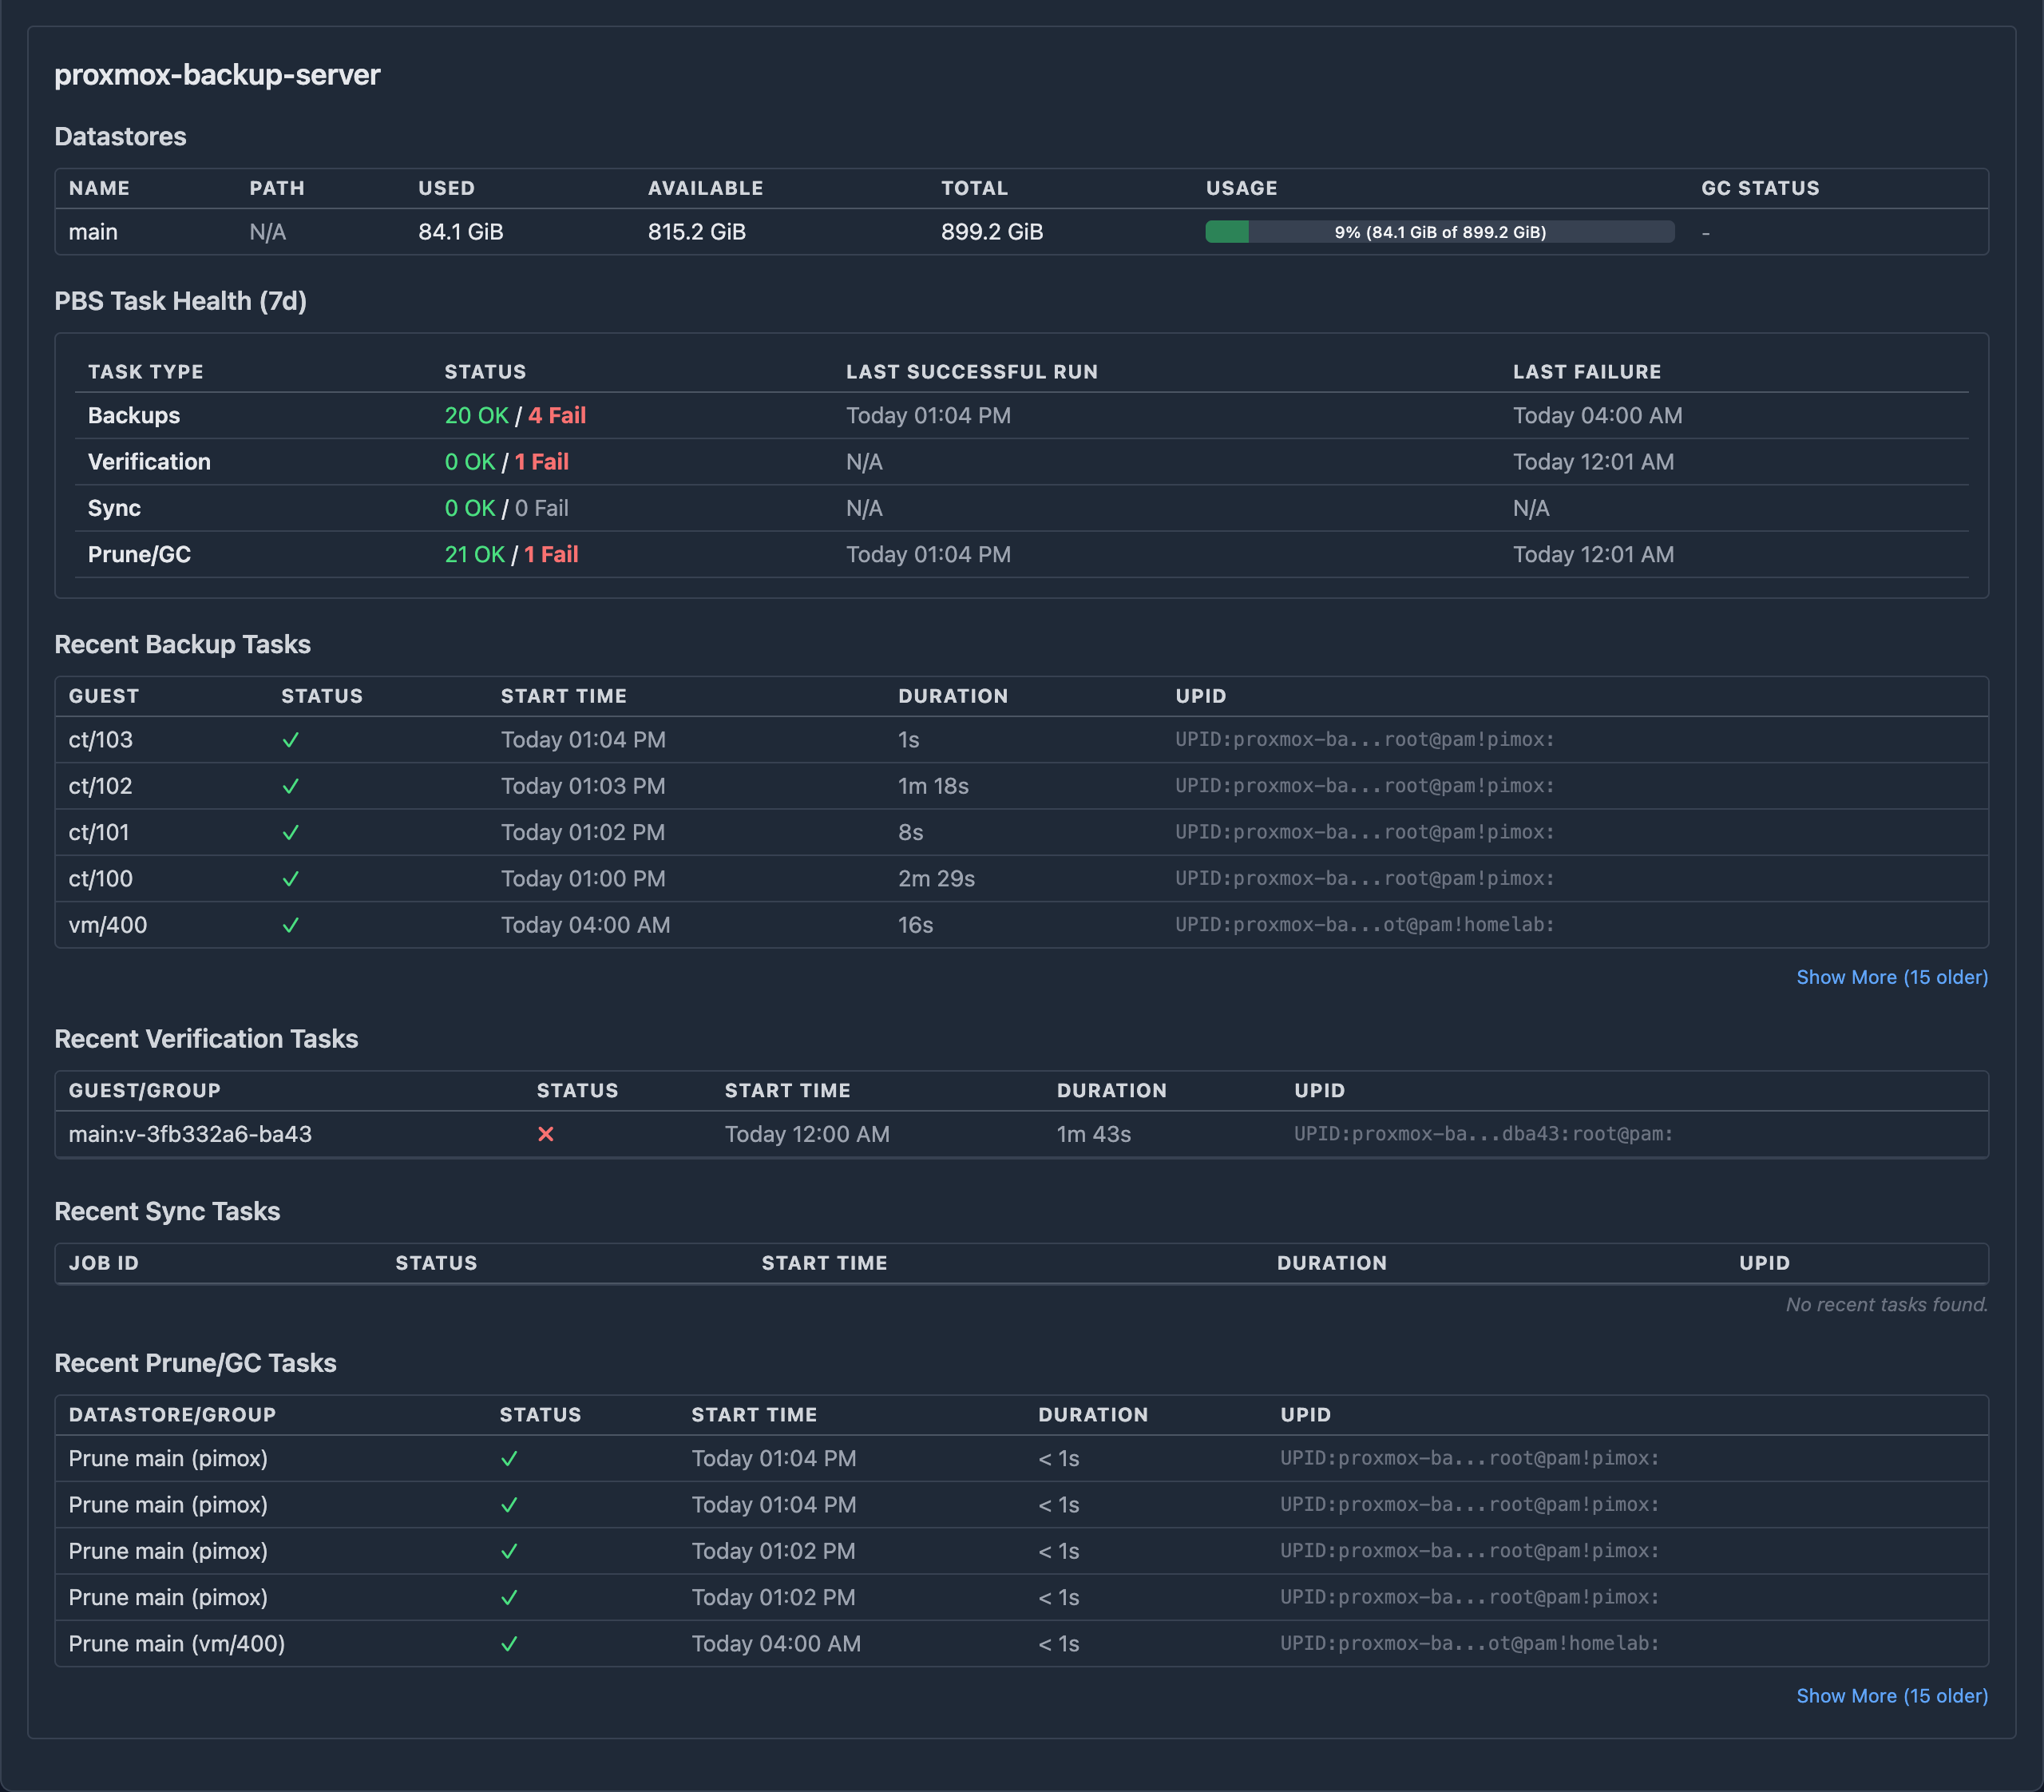 proxmox-backup-server
Datastores
NAME PATH USED AVAILABLE TOTAL USAGE GC STATUS
main N/A 84.1 GiB 815.2 GiB 899.2 GiB 9% (84.1 GiB of 899.2 GiB) -
PBS Task Health (7d)
TASK TYPE STATUS LAST SUCCESSFUL RUN LAST FAILURE
Backups 20 OK / 4 Fail Today 01:04 PM Today 04:00 AM
Verification 0 OK / 1 Fail N/A Today 12:01 AM
Sync 0 OK / 0 Fail N/A N/A
Prune/GC 21 OK / 1 Fail Today 01:04 PM Today 12:01 AM
Recent Backup Tasks
GUEST STATUS START TIME DURATION UPID
ct/103 ✓ Today 01:04 PM 1s UPID:proxmox-ba...root@pam!pimox:
ct/102 ✓ Today 01:03 PM 1m 18s UPID:proxmox-ba...root@pam!pimox:
ct/101 ✓ Today 01:02 PM 8s UPID:proxmox-ba...root@pam!pimox:
ct/100 ✓ Today 01:00 PM 2m 29s UPID:proxmox-ba...root@pam!pimox:
vm/400 ✓ Today 04:00 AM 16s UPID:proxmox-ba...ot@pam!homelab:
Show More (15 older)
Recent Verification Tasks
GUEST/GROUP STATUS START TIME DURATION UPID
main:v-3fb332a6-ba43 ✕ Today 12:00 AM 1m 43s UPID:proxmox-ba...dba43:root@pam:
Recent Sync Tasks
JOB ID STATUS START TIME DURATION UPID
No recent tasks found.
Recent Prune/GC Tasks
DATASTORE/GROUP STATUS START TIME DURATION UPID
Prune main (pimox) ✓ Today 01:04 PM < 1s UPID:proxmox-ba...root@pam!pimox:
Prune main (pimox) ✓ Today 01:04 PM < 1s UPID:proxmox-ba...root@pam!pimox:
Prune main (pimox) ✓ Today 01:02 PM < 1s UPID:proxmox-ba...root@pam!pimox:
Prune main (pimox) ✓ Today 01:02 PM < 1s UPID:proxmox-ba...root@pam!pimox:
Prune main (vm/400) ✓ Today 04:00 AM < 1s UPID:proxmox-ba...ot@pam!homelab:
Show More (15 older)